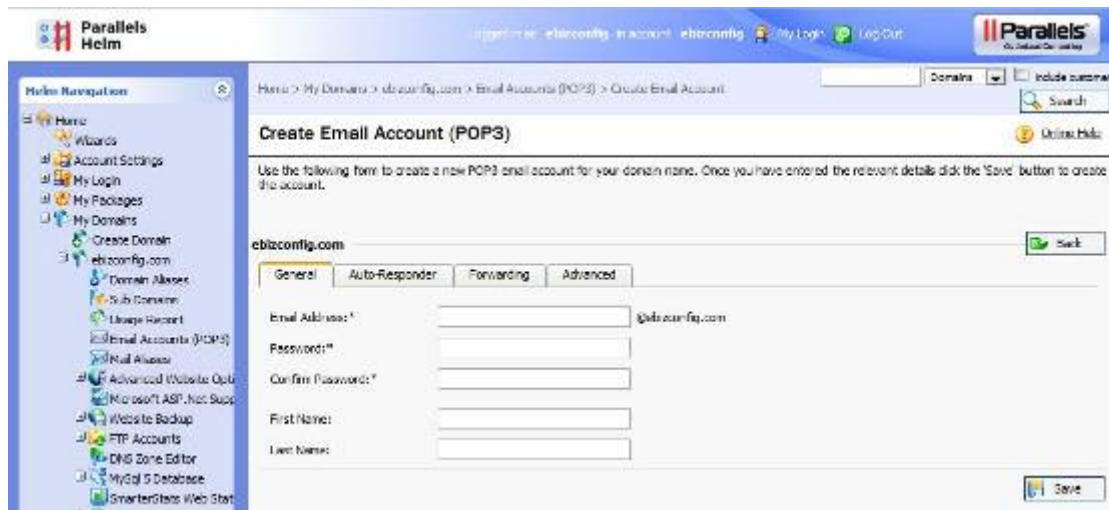 Parallels
Helm
Logged in as: ebizconfig in account ebizconfig My Login Log Out
Parallels
Helm Navigation
Home
Wizards
Account Settings
My Login
My Packages
My Domains
Create Domain
ebizconfig.com
Domain Aliases
Sub Domains
Usage Report
Email Accounts (POP3)
Mail Aliases
Advanced Website Opti
Microsoft ASP.Net Supp
Website Backup
FTP Accounts
DNS Zone Editor
MySql 5 Database
SmarterStats Web Stat
Domains
Include custome
Home > My Domains > ebizconfig.com > Email Accounts (POP3) > Create Email Account
Search
Create Email Account (POP3)
Online Help
Use the following form to create a new POP3 email account for your domain name. Once you have entered the relevant details click the 'Save' button to create
the account.
ebizconfig.com
Back
General Auto-Responder Forwarding Advanced
Email Address:* @ebizconfig.com
Password:*
Confirm Password:*
First Name:
Last Name:
Save